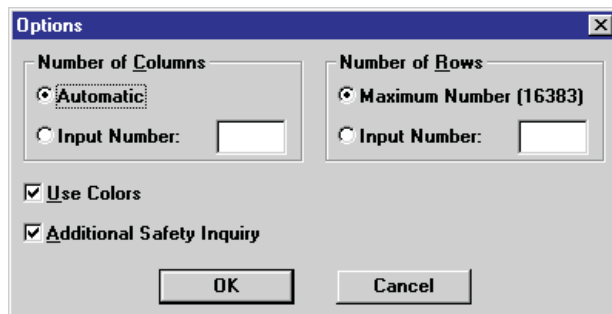 Options
Number of Columns
Automatic
Input Number:
Number of Rows
Maximum Number (16383)
Input Number:
Use Colors
Additional Safety Inquiry
OK
Cancel